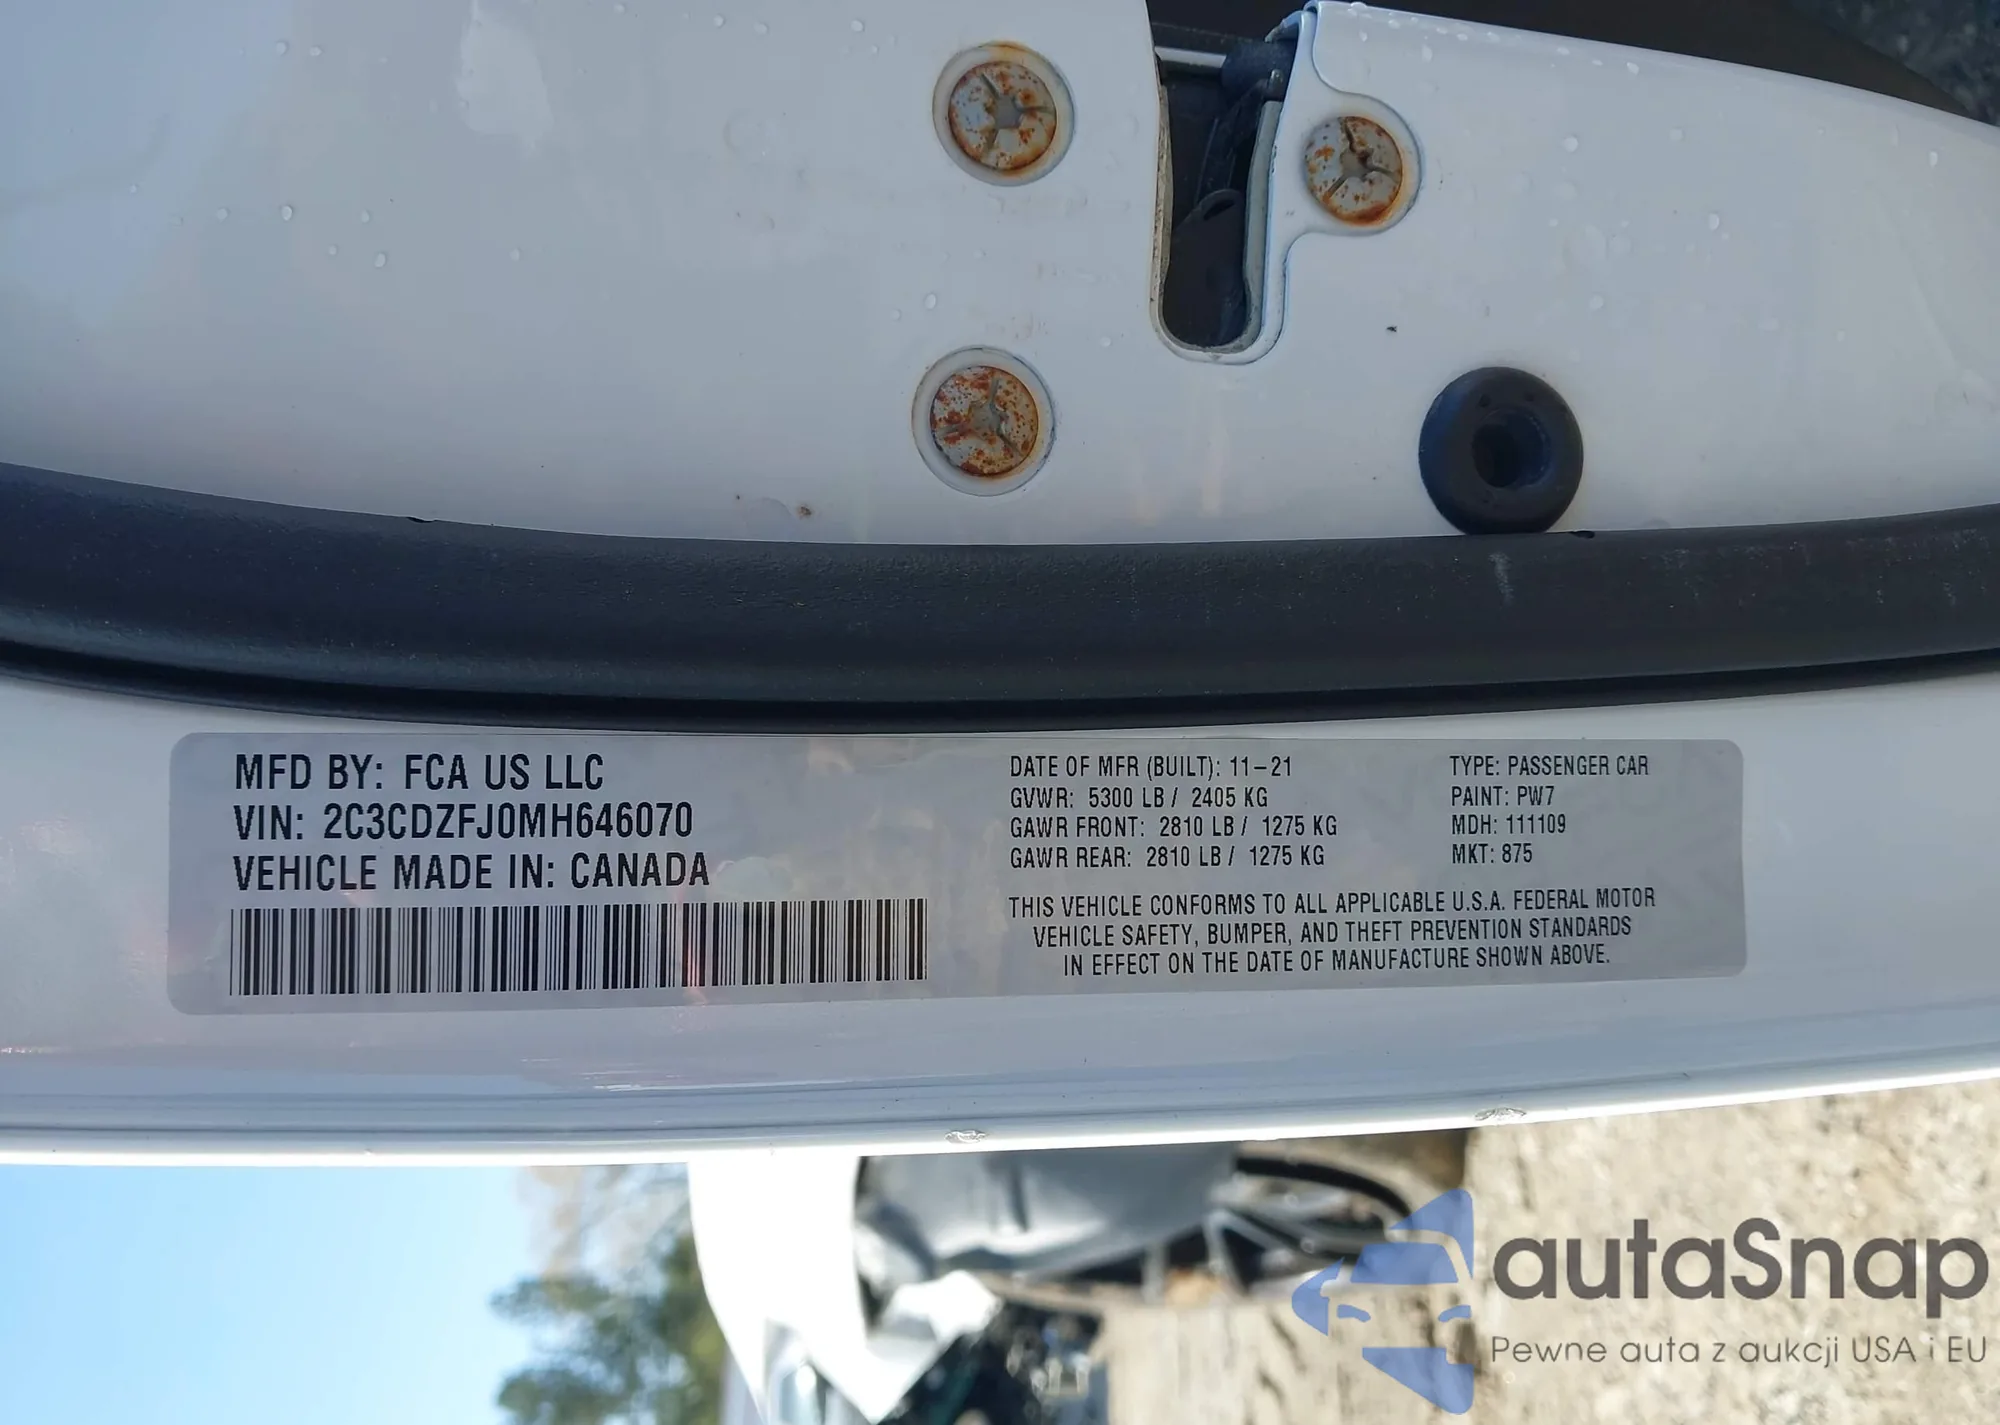 MFD BY: FCA US LLC
VIN: 2C3CDZFJ0MH646070
VEHICLE MADE IN: CANADA
DATE OF MFR (BUILT): 11-21
GVWR: 5300 LB / 2405 KG
GAWR FRONT: 2810 LB / 1275 KG
GAWR REAR: 2810 LB / 1275 KG
TYPE: PASSENGER CAR
PAINT: PW7
MDH: 111109
MKT: 875
THIS VEHICLE CONFORMS TO ALL APPLICABLE U.S.A. FEDERAL MOTOR
VEHICLE SAFETY, BUMPER, AND THEFT PREVENTION STANDARDS
IN EFFECT ON THE DATE OF MANUFACTURE SHOWN ABOVE.
autaSnap
Pewne auta z aukcji USA i EU